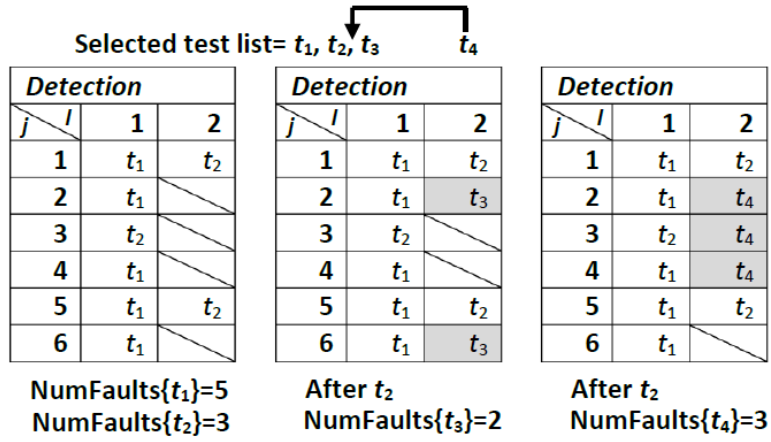 Selected test list= t1, t2, t3 t4
Detection
j l 1 2
1 t1 t2
2 t1
3 t2
4 t1
5 t1 t2
6 t1
NumFaults{t1}=5
NumFaults{t2}=3
Detection
j l 1 2
1 t1 t2
2 t1 t3
3 t2
4 t1
5 t1 t2
6 t1 t3
After t2
NumFaults{t3}=2
Detection
j l 1 2
1 t1 t2
2 t1 t4
3 t2 t4
4 t1 t4
5 t1 t2
6 t1
After t2
NumFaults{t4}=3